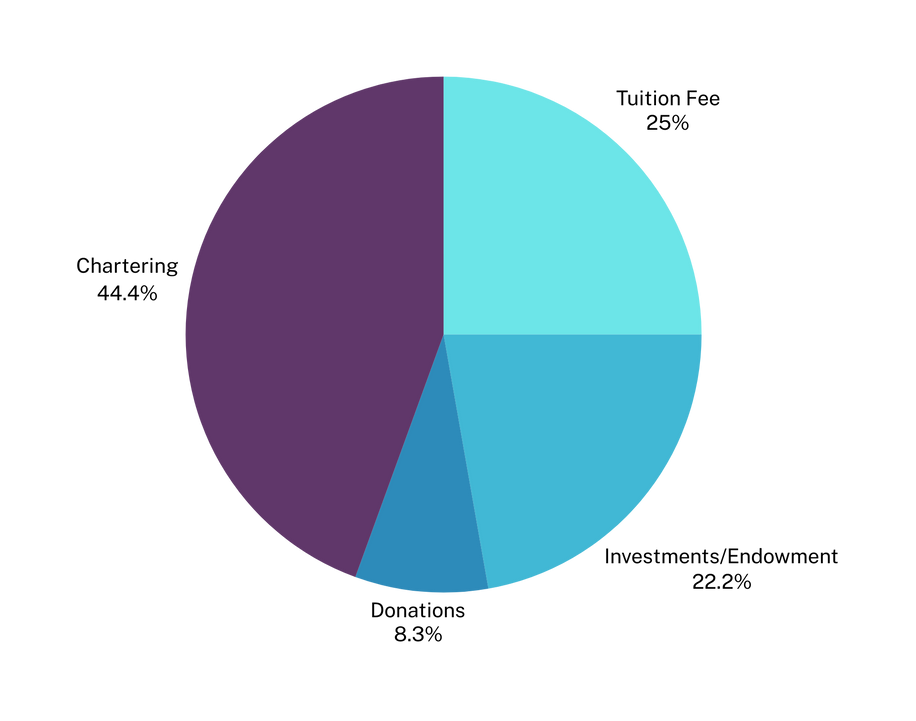 Tuition Fee
25%
Chartering
44.4%
Investments/Endowment
22.2%
Donations
8.3%